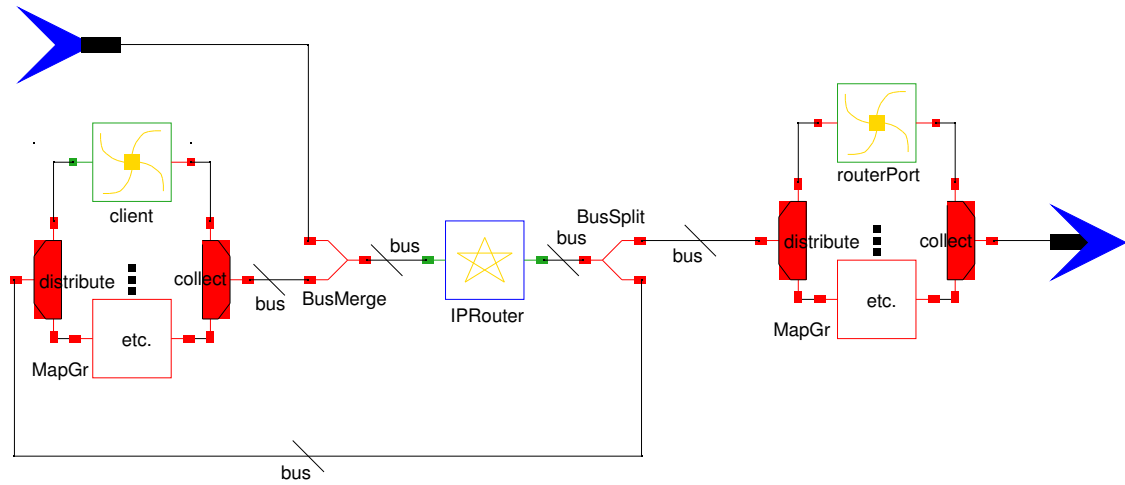 routerPort
client
BusSplit
distribute
collect
bus
bus
bus
distribute
collect
bus
BusMerge
IPRouter
etc.
MapGr
etc.
MapGr
bus